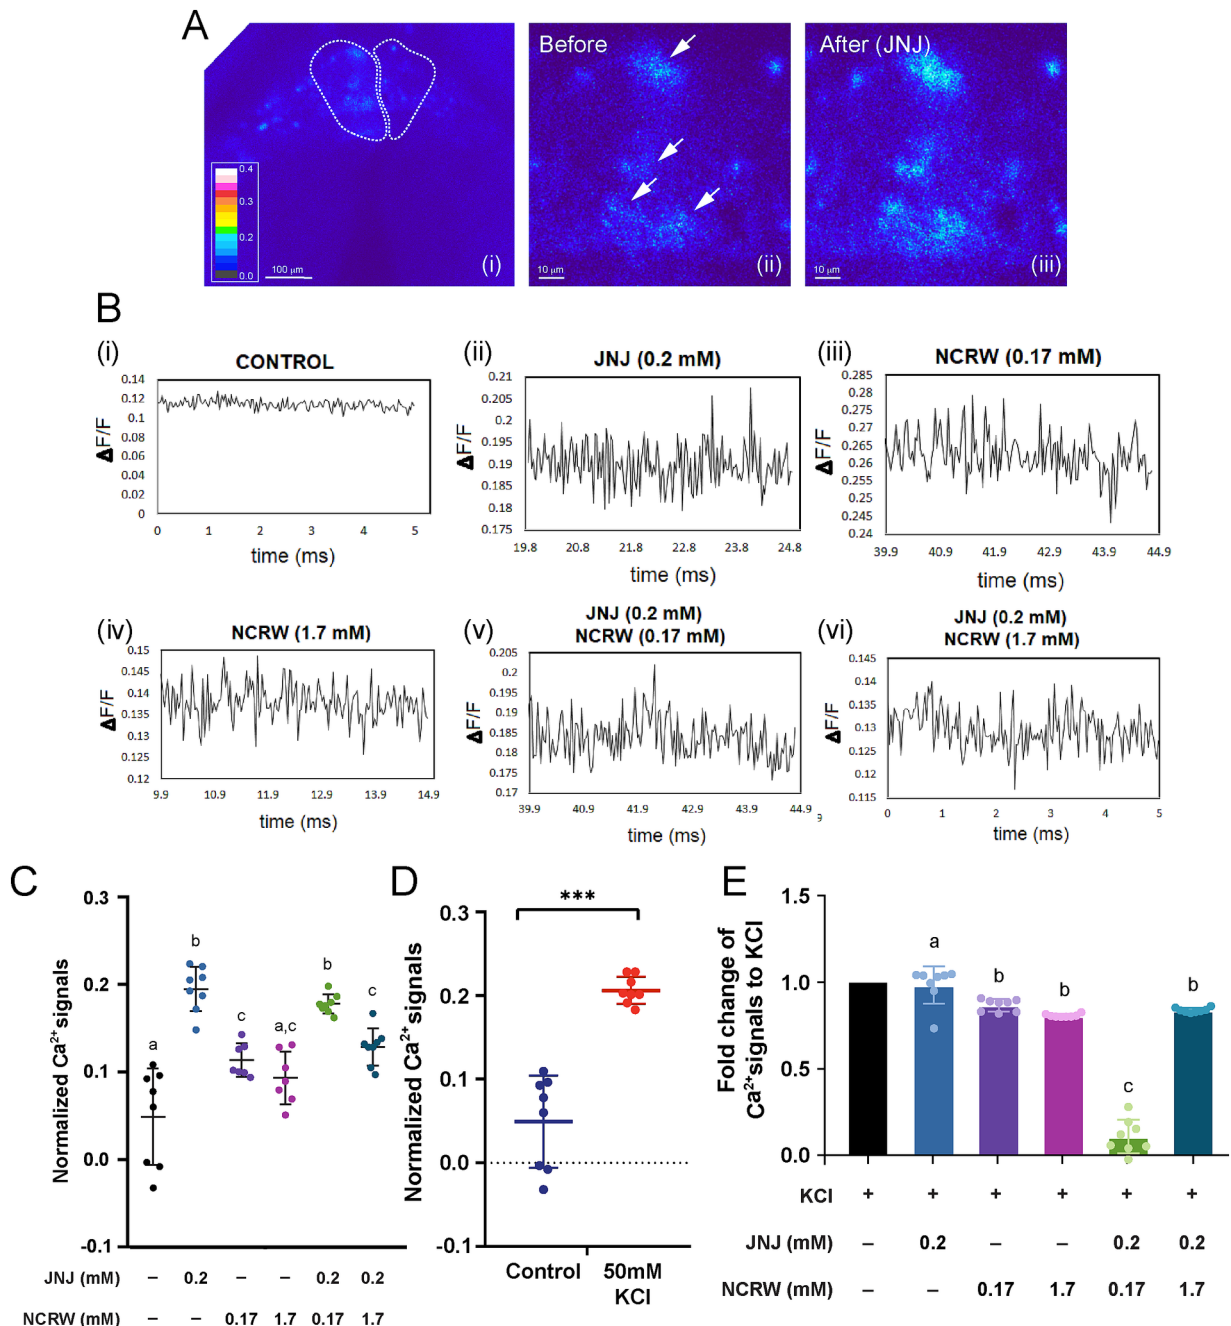 A
Before
After (JNJ)
0.4
0.3
0.2
0.0
100 μm
(i)
10 μm
(ii)
10 μm
(iii)
B
(i)
CONTROL
0.14
0.12
0.1
0.08
0.06
0.04
0.02
0
ΔF/F
0 1 2 3 4 5
time (ms)
(ii)
JNJ (0.2 mM)
0.21
0.205
0.2
0.195
0.19
0.185
0.18
0.175
ΔF/F
19.8 20.8 21.8 22.8 23.8 24.8
time (ms)
(iii)
NCRW (0.17 mM)
0.285
0.28
0.275
0.27
0.265
0.26
0.255
0.25
0.245
0.24
ΔF/F
39.9 40.9 41.9 42.9 43.9 44.9
time (ms)
(iv)
NCRW (1.7 mM)
0.15
0.145
0.14
0.135
0.13
0.125
0.12
ΔF/F
9.9 10.9 11.9 12.9 13.9 14.9
time (ms)
(v)
JNJ (0.2 mM)
NCRW (0.17 mM)
0.205
0.2
0.195
0.19
0.185
0.18
0.175
0.17
ΔF/F
39.9 40.9 41.9 42.9 43.9 44.9
9
time (ms)
(vi)
JNJ (0.2 mM)
NCRW (1.7 mM)
0.145
0.14
0.135
0.13
0.125
0.12
0.115
ΔF/F
0 1 2 3 4 5
time (ms)
C
Normalized Ca²⁺ signals
0.3
0.2
0.1
0.0
-0.1
a
b
c
a,c
b
c
JNJ (mM) – 0.2 – – 0.2 0.2
NCRW (mM) – – 0.17 1.7 0.17 1.7
D
Normalized Ca²⁺ signals
0.3
0.2
0.1
0.0
-0.1
***
Control
50mM
KCl
E
Fold change of
Ca²⁺signals to KCl
1.5
1.0
0.5
0.0
a
b
b
c
b
KCl + + + + + +
JNJ (mM) – 0.2 – – 0.2 0.2
NCRW (mM) – – 0.17 1.7 0.17 1.7